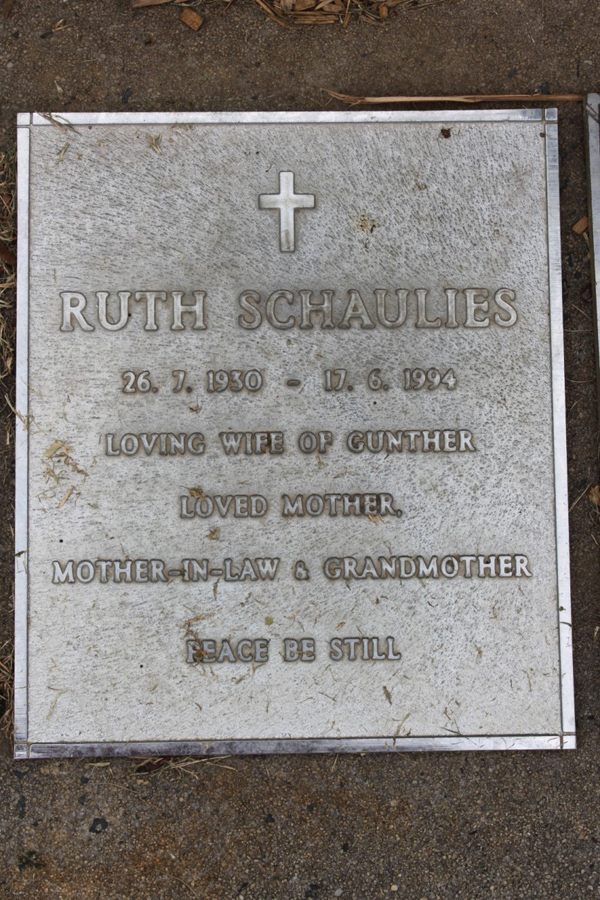 RUTH SCHAULIES
26. 7. 1930 - 17. 6. 1994
LOVING WIFE OF GUNTHER
LOVED MOTHER,
MOTHER-IN-LAW & GRANDMOTHER
PEACE BE STILL